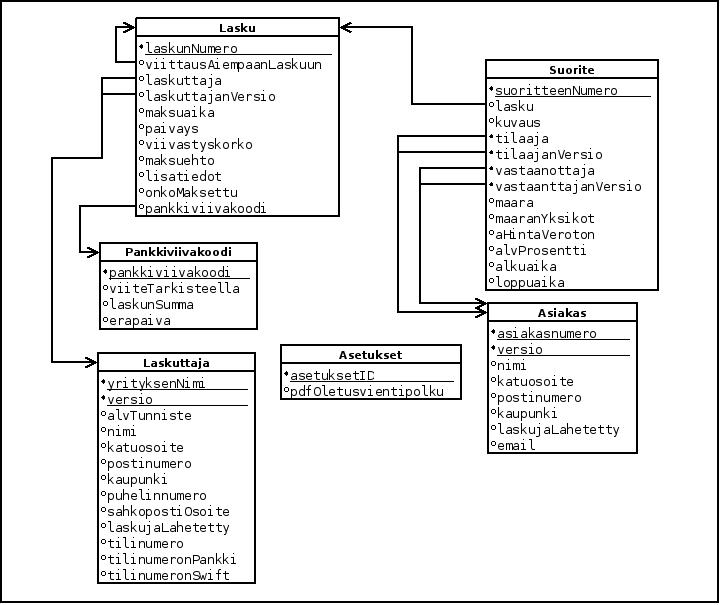 Lasku
laskunNumero
viittausAiempaanLaskuun
laskuttaja
laskuttajanVersio
maksuaika
paivays
viivastyskorko
maksuehto
lisatiedot
onkoMaksettu
pankkiviivakoodi
Suorite
suoritteenNumero
lasku
kuvaus
tilaaja
tilaajanVersio
vastaanottaja
vastaanttajanVersio
maara
maaranYksikot
aHintaVeroton
alvProsentti
alkuaika
loppuaika
Pankkiviivakoodi
pankkiviivakoodi
viiteTarkisteella
laskunSumma
erapaiva
Asiakas
asiakasnumero
versio
nimi
katuosoite
postinumero
kaupunki
laskujaLahetetty
email
Asetukset
asetuksetID
pdfOletusvientipolku
Laskuttaja
yrityksenNimi
versio
alvTunniste
nimi
katuosoite
postinumero
kaupunki
puhelinnumero
sahkopostiOsoite
laskujaLahetetty
tilinumero
tilinumeronPankki
tilinumeronSwift